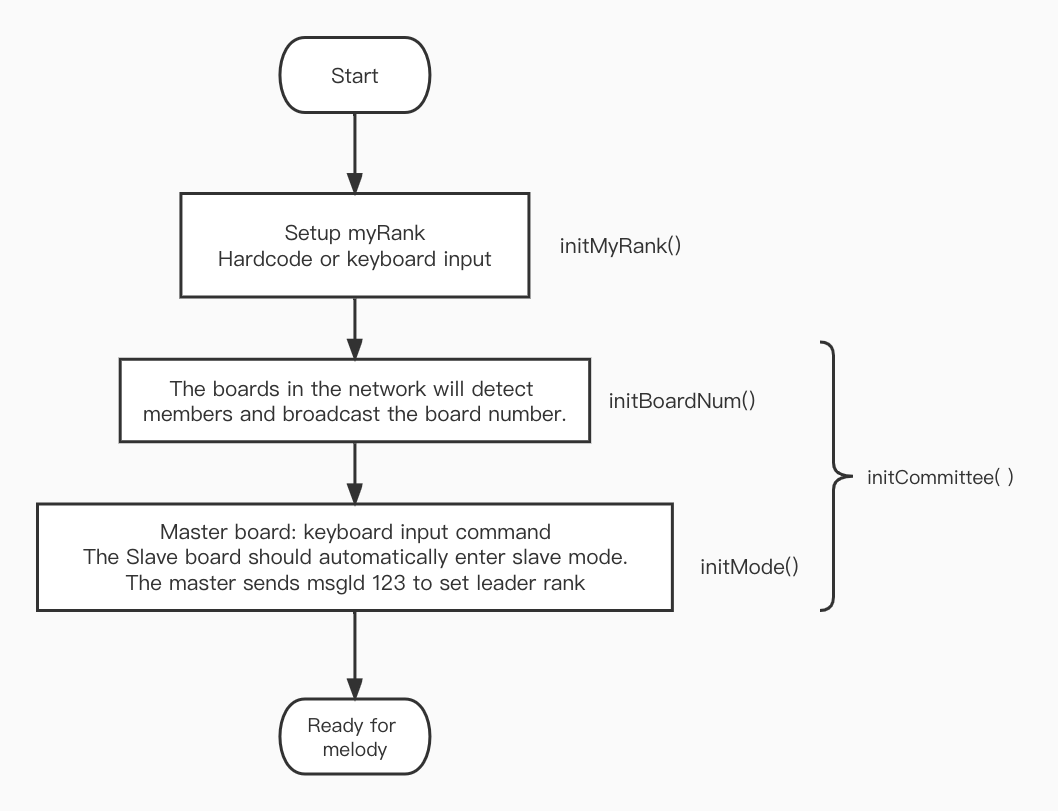 Start
Setup myRank
Hardcode or keyboard input
initMyRank()
The boards in the network will detect
members and broadcast the board number.
initBoardNum()
initCommittee( )
Master board: keyboard input command
The Slave board should automatically enter slave mode.
The master sends msgId 123 to set leader rank
initMode()
Ready for
melody